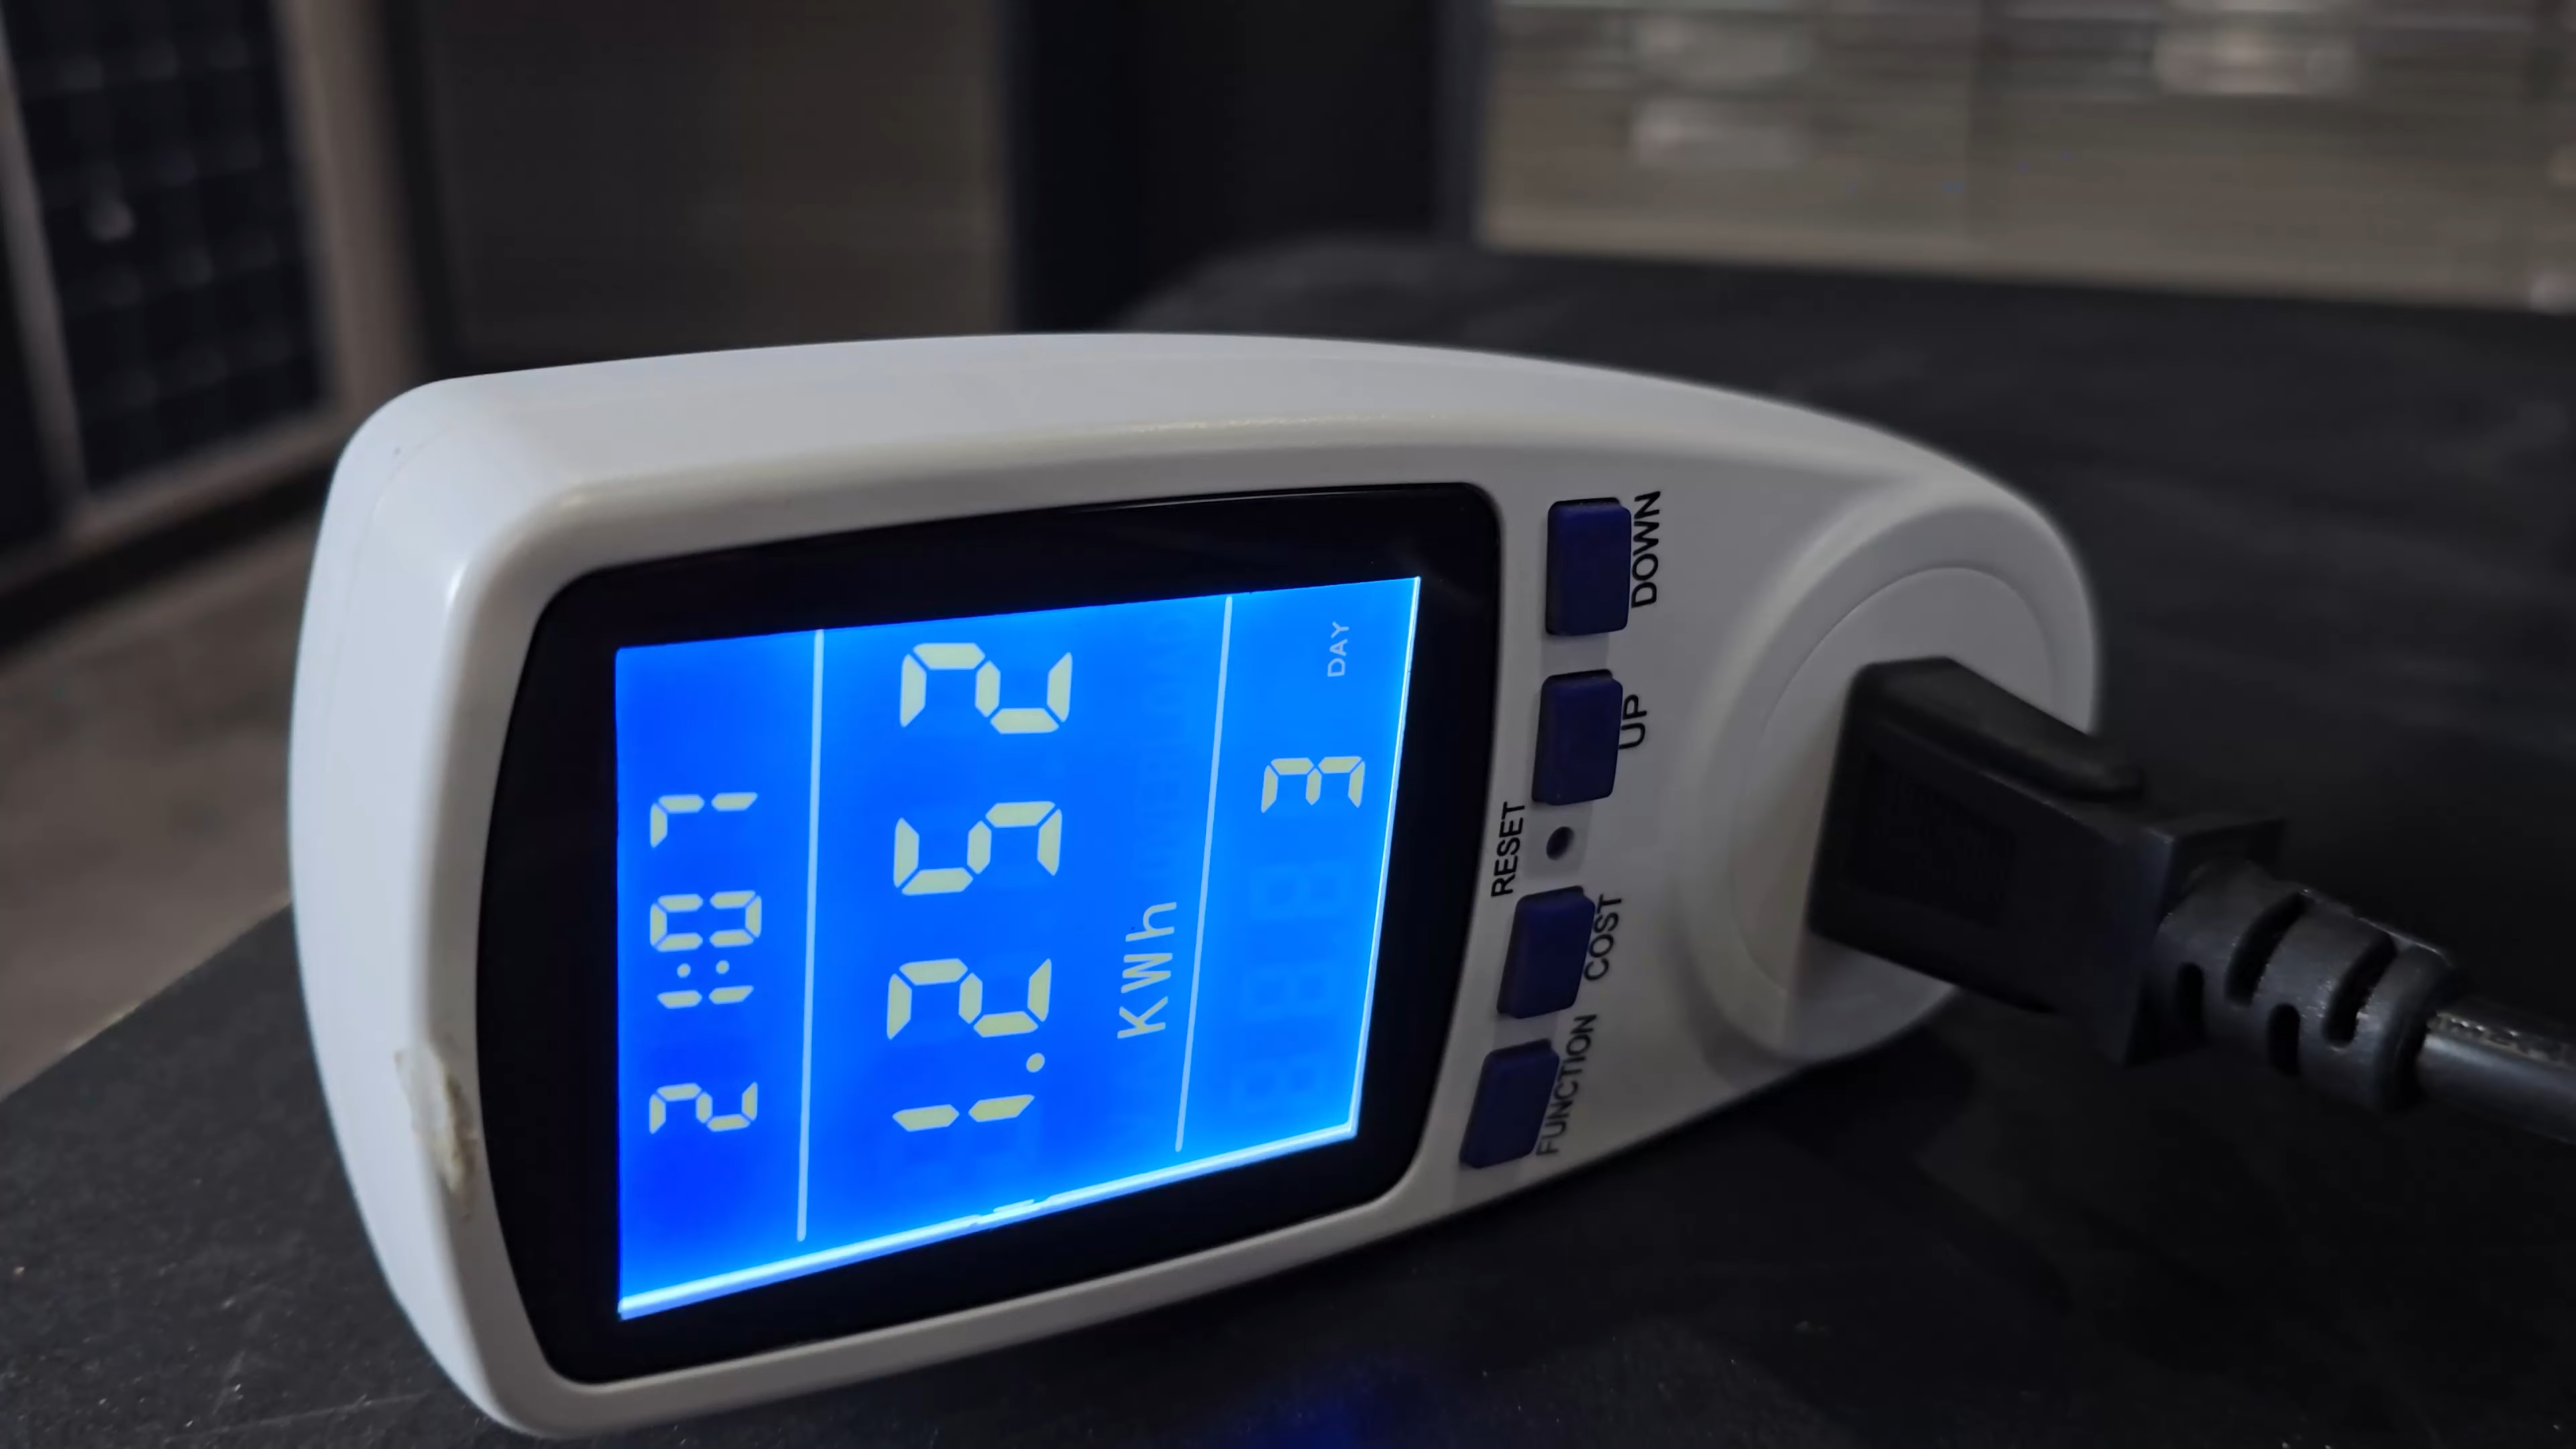 21:07
1.252
KWh
3 DAY
FUNCTION
COST
RESET
UP
DOWN